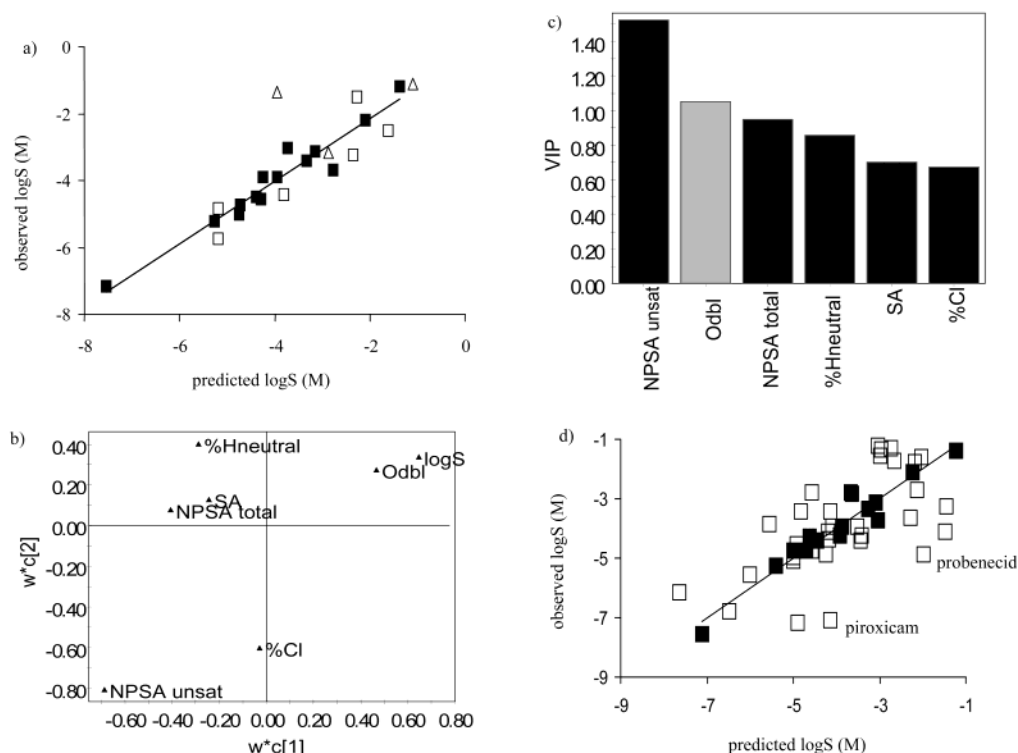 a)
0
-2
-4
-6
-8
observed logS (M)
-8
-6
-4
-2
0
predicted logS (M)
c)
1.40
1.20
1.00
0.80
0.60
0.40
0.20
0.00
VIP
NPSA unsat
Odbl
NPSA total
%Hneutral
SA
%Cl
b)
0.40
0.20
0.00
-0.20
-0.40
-0.60
-0.80
w*c[2]
%Hneutral
logS
Odbl
SA
NPSA total
%Cl
NPSA unsat
-0.60
-0.40
-0.20
0.00
0.20
0.40
0.60
0.80
w*c[1]
d)
-1
-3
-5
-7
-9
observed logS (M)
probenecid
piroxicam
-9
-7
-5
-3
-1
predicted logS (M)